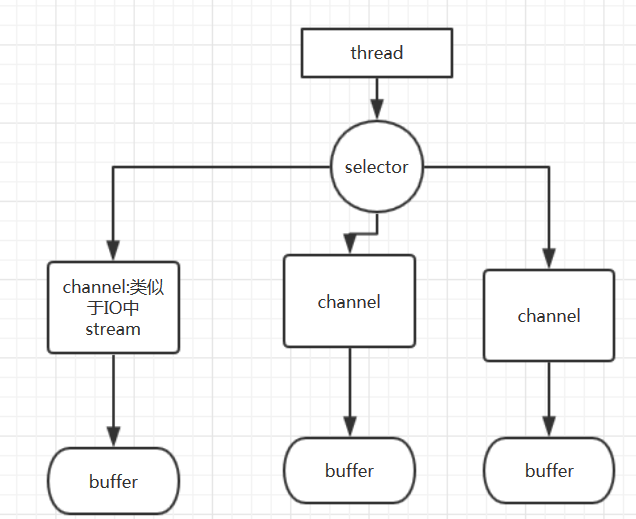 thread
selector
channel:类似
于IO中
stream
channel
channel
buffer
buffer
buffer